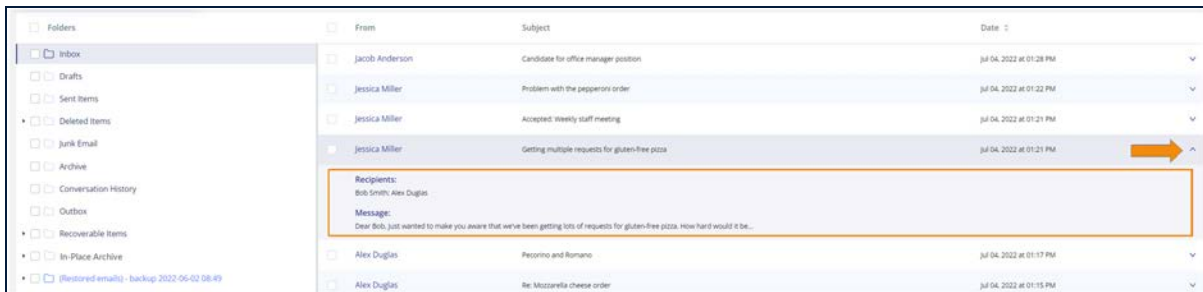 Folders
From Subject Date
Inbox
Drafts
Sent Items
Deleted Items
Junk Email
Archive
Conversation History
Outbox
Recoverable Items
In-Place Archive
(Restored emails) - backup 2022-06-02 08:49
Jacob Anderson Candidate for office manager position Jul 04, 2022 at 01:28 PM
Jessica Miller Problem with the pepperoni order Jul 04, 2022 at 01:22 PM
Jessica Miller Accepted: Weekly staff meeting Jul 04, 2022 at 01:21 PM
Jessica Miller Getting multiple requests for gluten-free pizza Jul 04, 2022 at 01:21 PM
Recipients:
Bob Smith; Alex Duglas
Message:
Dear Bob, Just wanted to make you aware that we've been getting lots of requests for gluten-free pizza. How hard would it be...
Alex Duglas Pecorino and Romano Jul 04, 2022 at 01:17 PM
Alex Duglas Re: Mozzarella cheese order Jul 04, 2022 at 01:15 PM